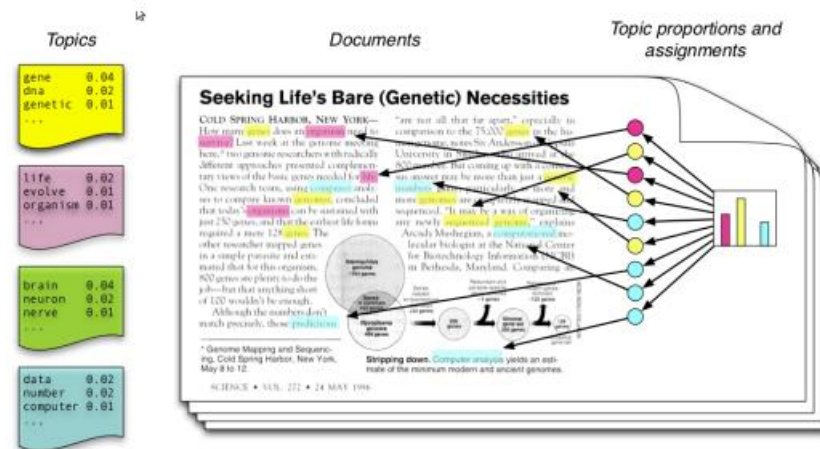 Topics
Documents
Topic proportions and
assignments
gene 0.04
dna 0.02
genetic 0.01
...
life 0.02
evolve 0.01
organism 0.01
...
brain 0.04
neuron 0.02
nerve 0.01
...
data 0.02
number 0.02
computer 0.01
...
Seeking Life's Bare (Genetic) Necessities
COLD SPRING HARBOR, NEW YORK—
How many genes does an organism need to
survive? Last week at the genome meeting
here,* two genome researchers with radically
different approaches presented complemen-
tary views of the basic genes needed for life.
One research team, using computer analy-
ses to compare known genomes, concluded
that today's organisms can be sustained with
just 250 genes, and that the earliest life forms
required a mere 128 genes. The
other researcher mapped genes
in a simple parasite and esti-
mated that for this organism,
800 genes are plenty to do the
job—but that anything short
of 100 wouldn't be enough.
Although the numbers don't
match precisely, those predictions
* Genome Mapping and Sequenc-
ing, Cold Spring Harbor, New York,
May 8 to 12.
"are not all that far apart," especially in
comparison to the 75,000 genes in the hu-
man genome, notes Siv Andersson
University in arrived at the
800 number. But coming up with a
sus answer may be more than just a
numbers particularly more and
more genomes are
sequenced. "It may be a way of organizing
any newly sequenced genome," explains
Arcady Mushegian, a computational mo-
lecular biologist at the National Center
for Biotechnology Information (NCBI)
in Bethesda, Maryland. Comparing
Stripping down. Computer analysis yields an esti-
mate of the minimum modern and ancient genomes.
SCIENCE • VOL. 272 • 24 MAY 1996